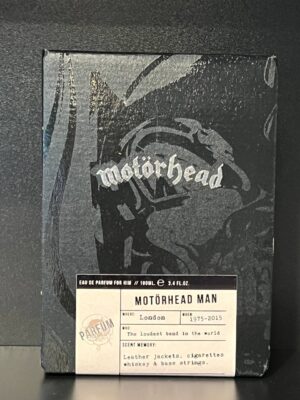 motörhead
EAU DE PARFUM FOR HIM // 100ML. e 3.4 FL.OZ.
MOTÖRHEAD MAN
WHERE: London WHEN: 1975-2015
WHO
The loudest band in the world
SCENT MEMORY:
Leather jackets, cigarettes
whiskey & base strings.
PARFUM